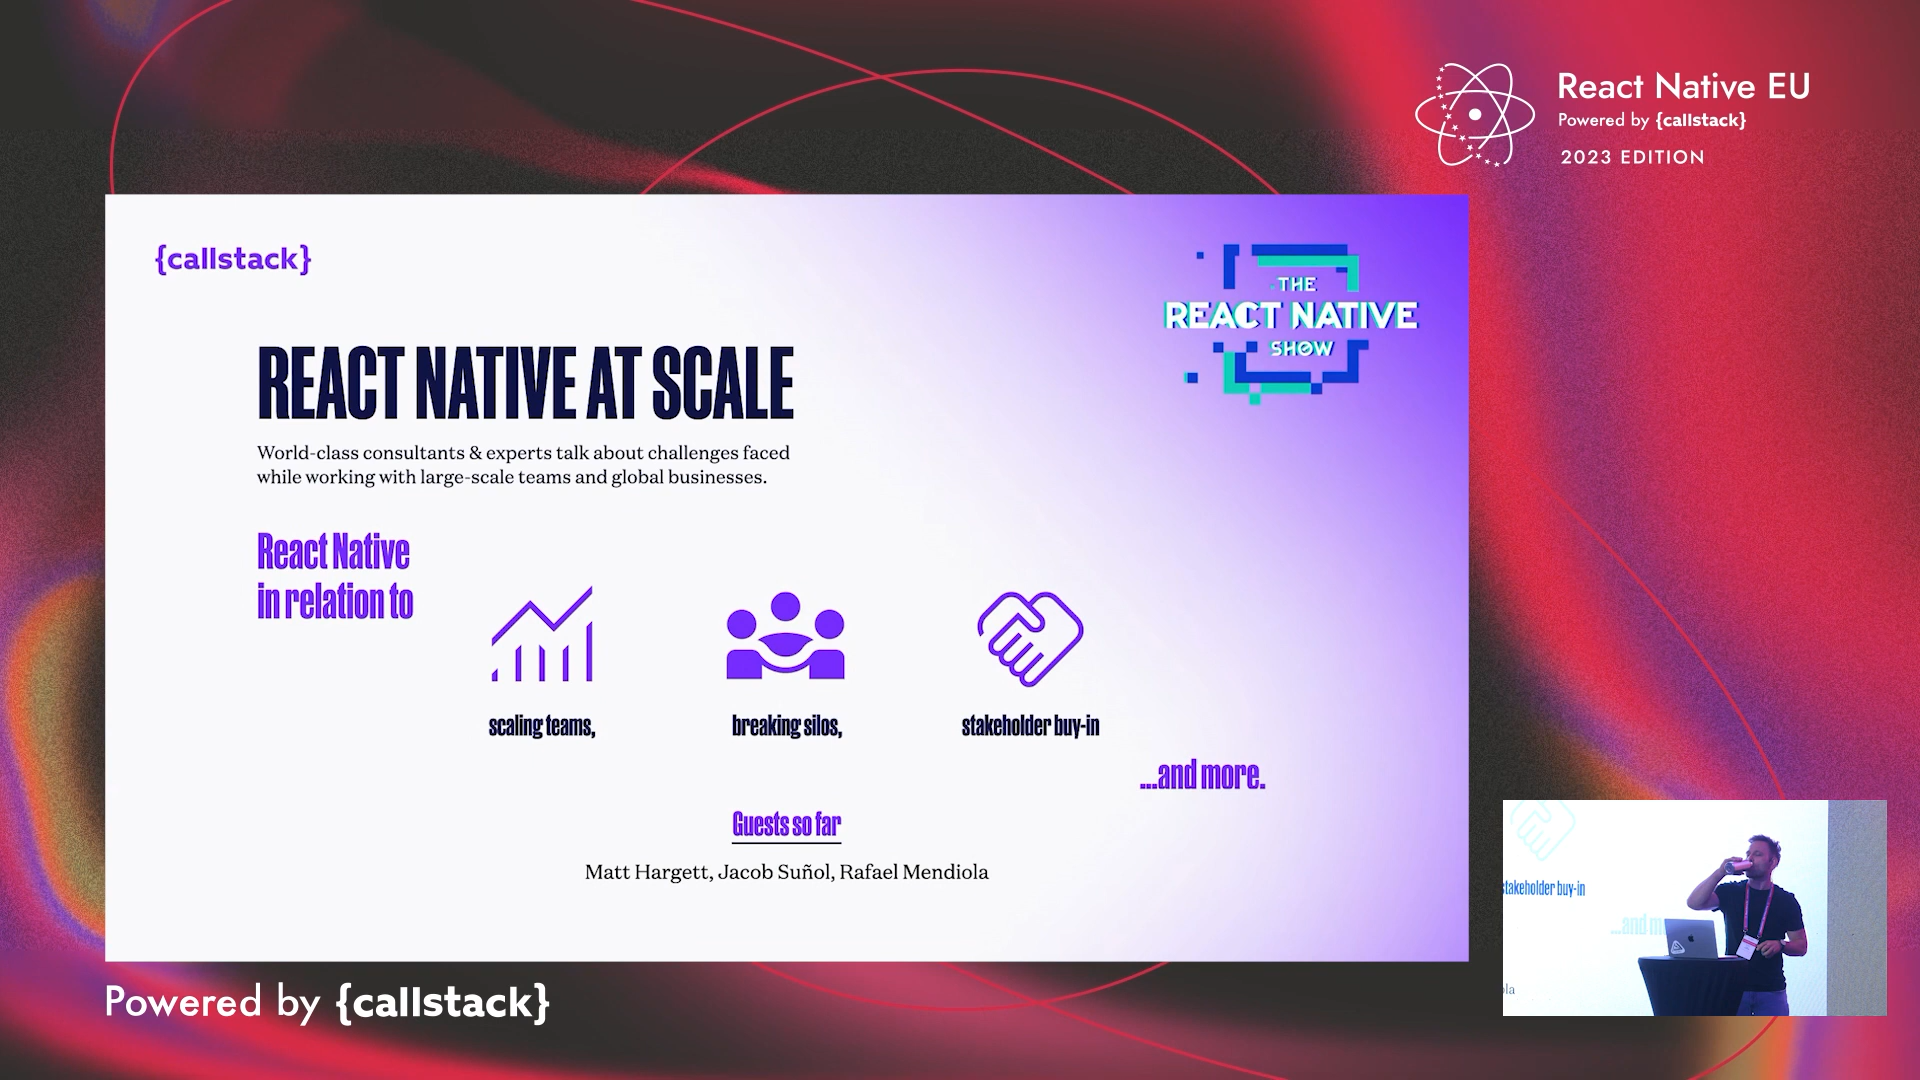 React Native EU
Powered by {callstack}
2023 EDITION
{callstack}
THE
REACT NATIVE
SHOW
REACT NATIVE AT SCALE
World-class consultants & experts talk about challenges faced
while working with large-scale teams and global businesses.
React Native
in relation to
scaling teams,
breaking silos,
stakeholder buy-in
...and more.
Guests so far
Matt Hargett, Jacob Suñol, Rafael Mendiola
stakeholder buy-in
...and m
ola
Powered by {callstack}